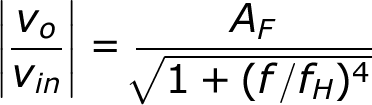 |v_o / v_in| = A_F / √(1 + (f/f_H)^4)